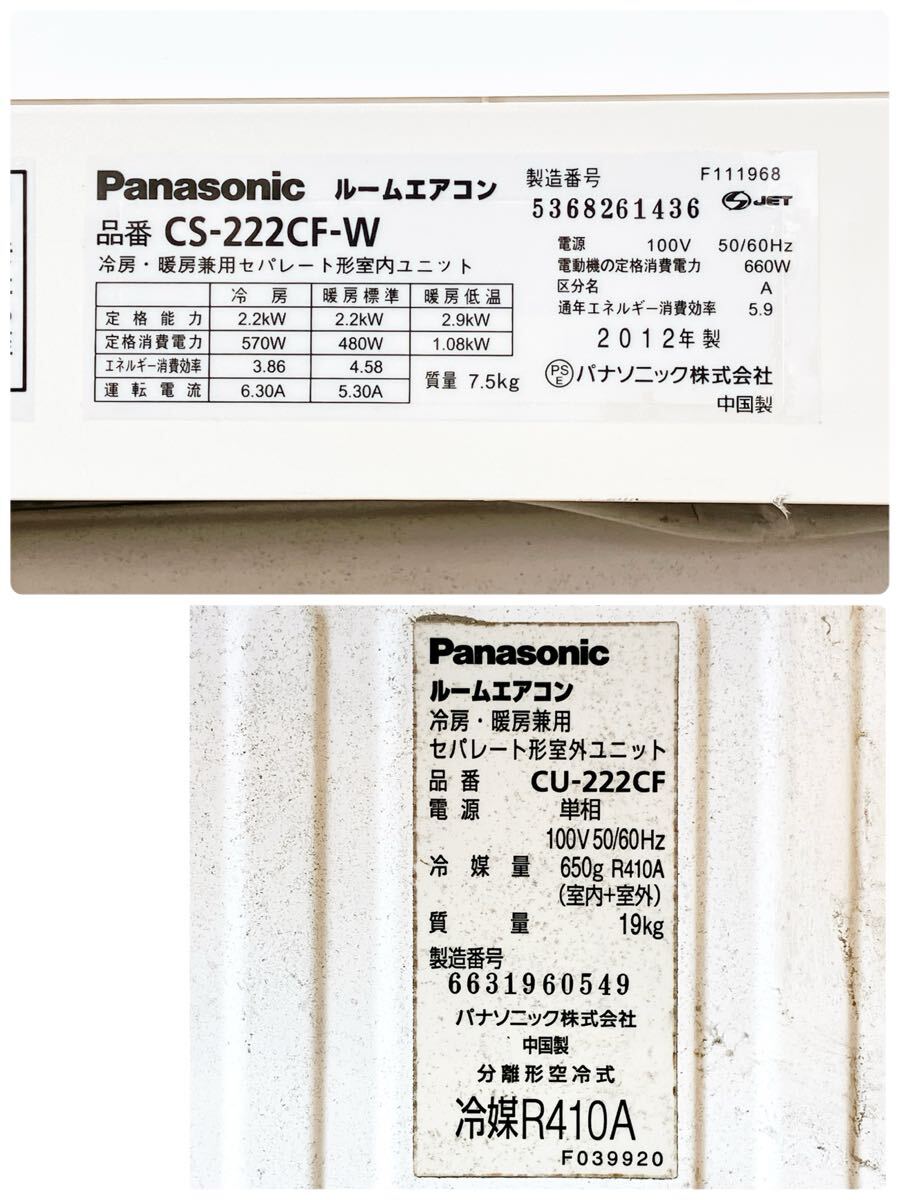 Panasonic ルームエアコン
品番 CS-222CF-W
冷房・暖房兼用セパレート形室内ユニット
冷房 暖房標準 暖房低温
定格能力 2.2kW 2.2kW 2.9kW
定格消費電力 570W 480W 1.08kW
エネルギー消費効率 3.86 4.58
運転電流 6.30A 5.30A
質量 7.5kg
製造番号 F111968
5368261436 S JET
電源 100V 50/60Hz
電動機の定格消費電力 660W
区分名 A
通年エネルギー消費効率 5.9
2012年製
PSE パナソニック株式会社
中国製
Panasonic
ルームエアコン
冷房・暖房兼用
セパレート形室外ユニット
品番 CU-222CF
電源 単相
100V 50/60Hz
冷媒量 650g R410A
(室内+室外)
質量 19kg
製造番号
6631960549
パナソニック株式会社
中国製
分離形空冷式
冷媒R410A
F039920